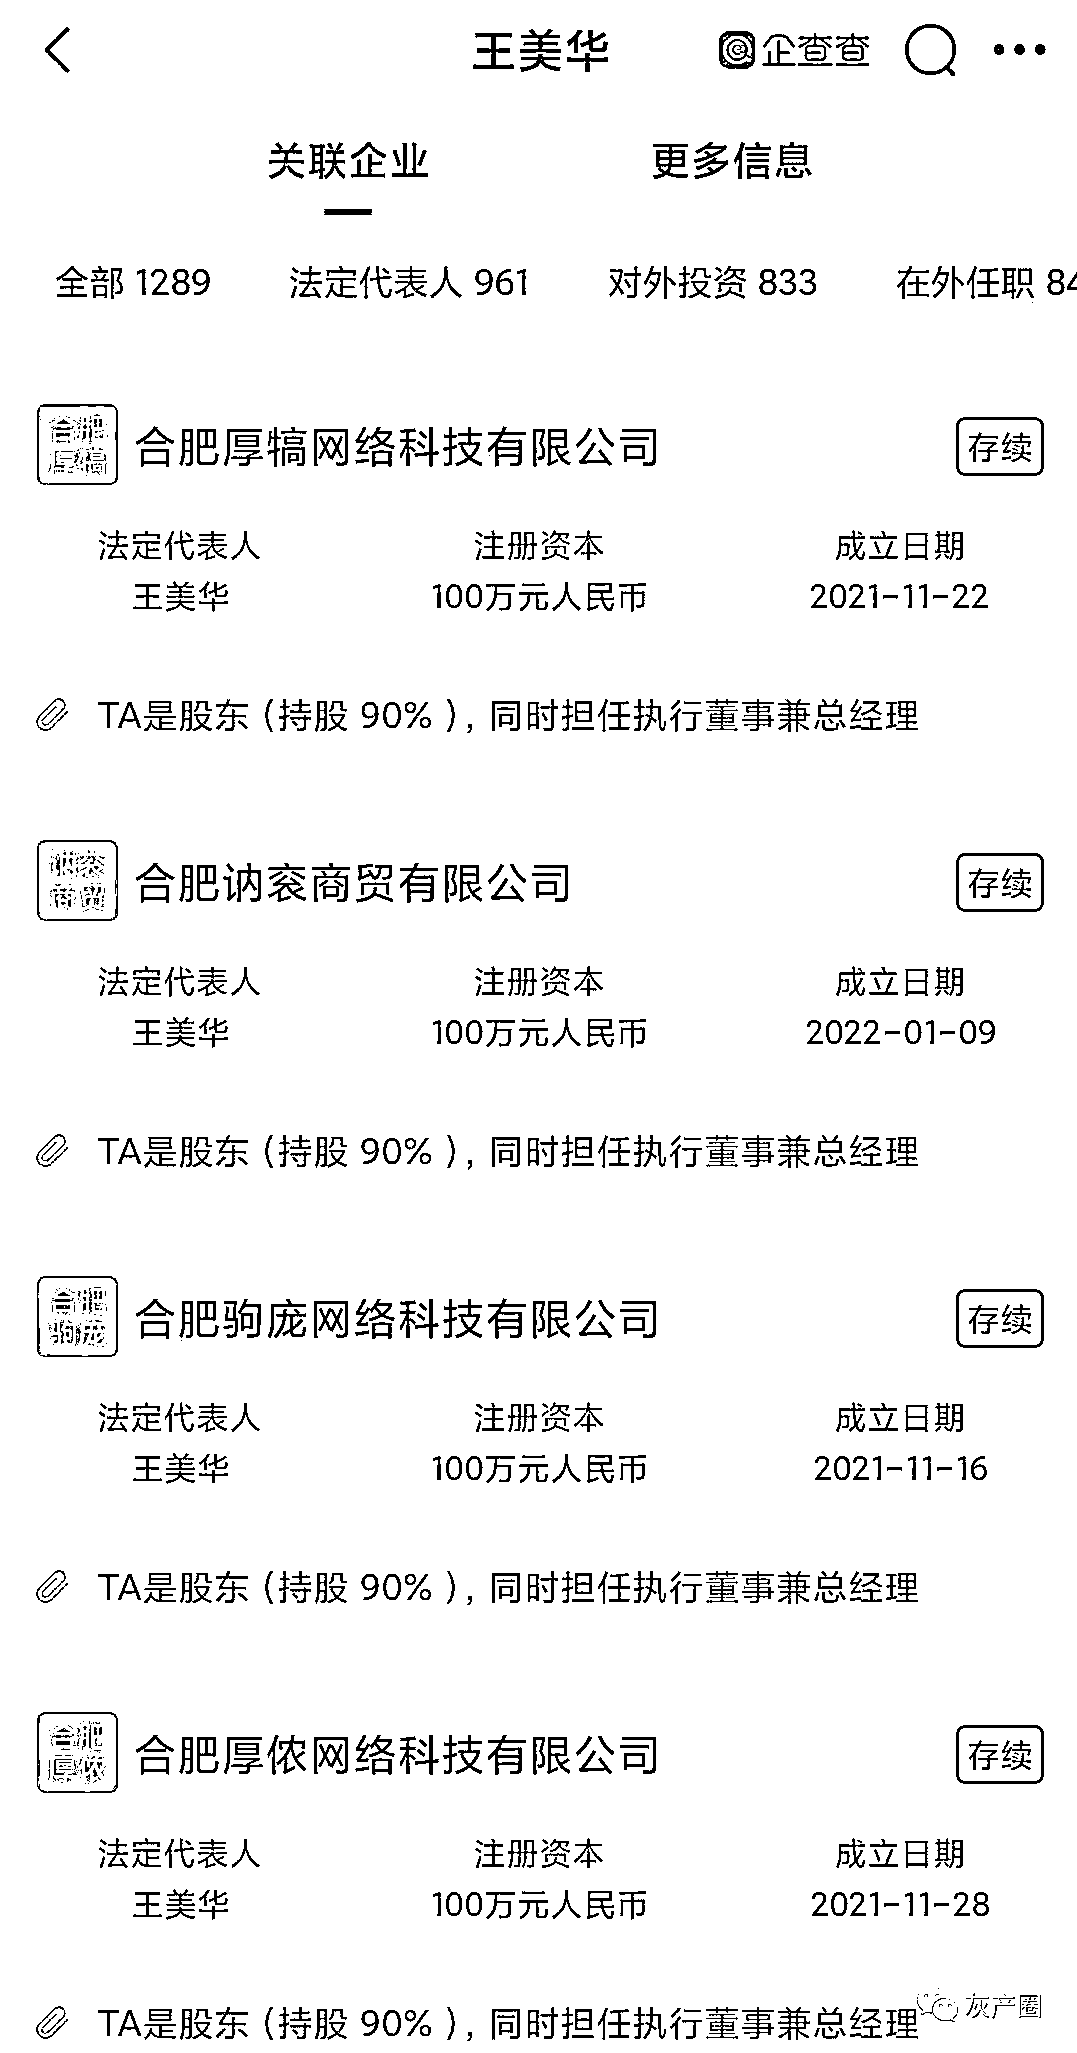 王美华 企查查
关联企业 更多信息
全部 1289 法定代表人 961 对外投资 833 在外任职 84
合肥厚犒网络科技有限公司 存续
合肥
厚犒
法定代表人 注册资本 成立日期
王美华 100万元人民币 2021-11-22
TA是股东 (持股 90% ), 同时担任执行董事兼总经理
合肥讷衮商贸有限公司 存续
讷衮
商贸
法定代表人 注册资本 成立日期
王美华 100万元人民币 2022-01-09
TA是股东 (持股 90% ), 同时担任执行董事兼总经理
合肥驹庞网络科技有限公司 存续
合肥
驹庞
法定代表人 注册资本 成立日期
王美华 100万元人民币 2021-11-16
TA是股东 (持股 90% ), 同时担任执行董事兼总经理
合肥厚侬网络科技有限公司 存续
合肥
厚侬
法定代表人 注册资本 成立日期
王美华 100万元人民币 2021-11-28
TA是股东 (持股 90% ), 同时担任执行董事兼总经理
灰产圈